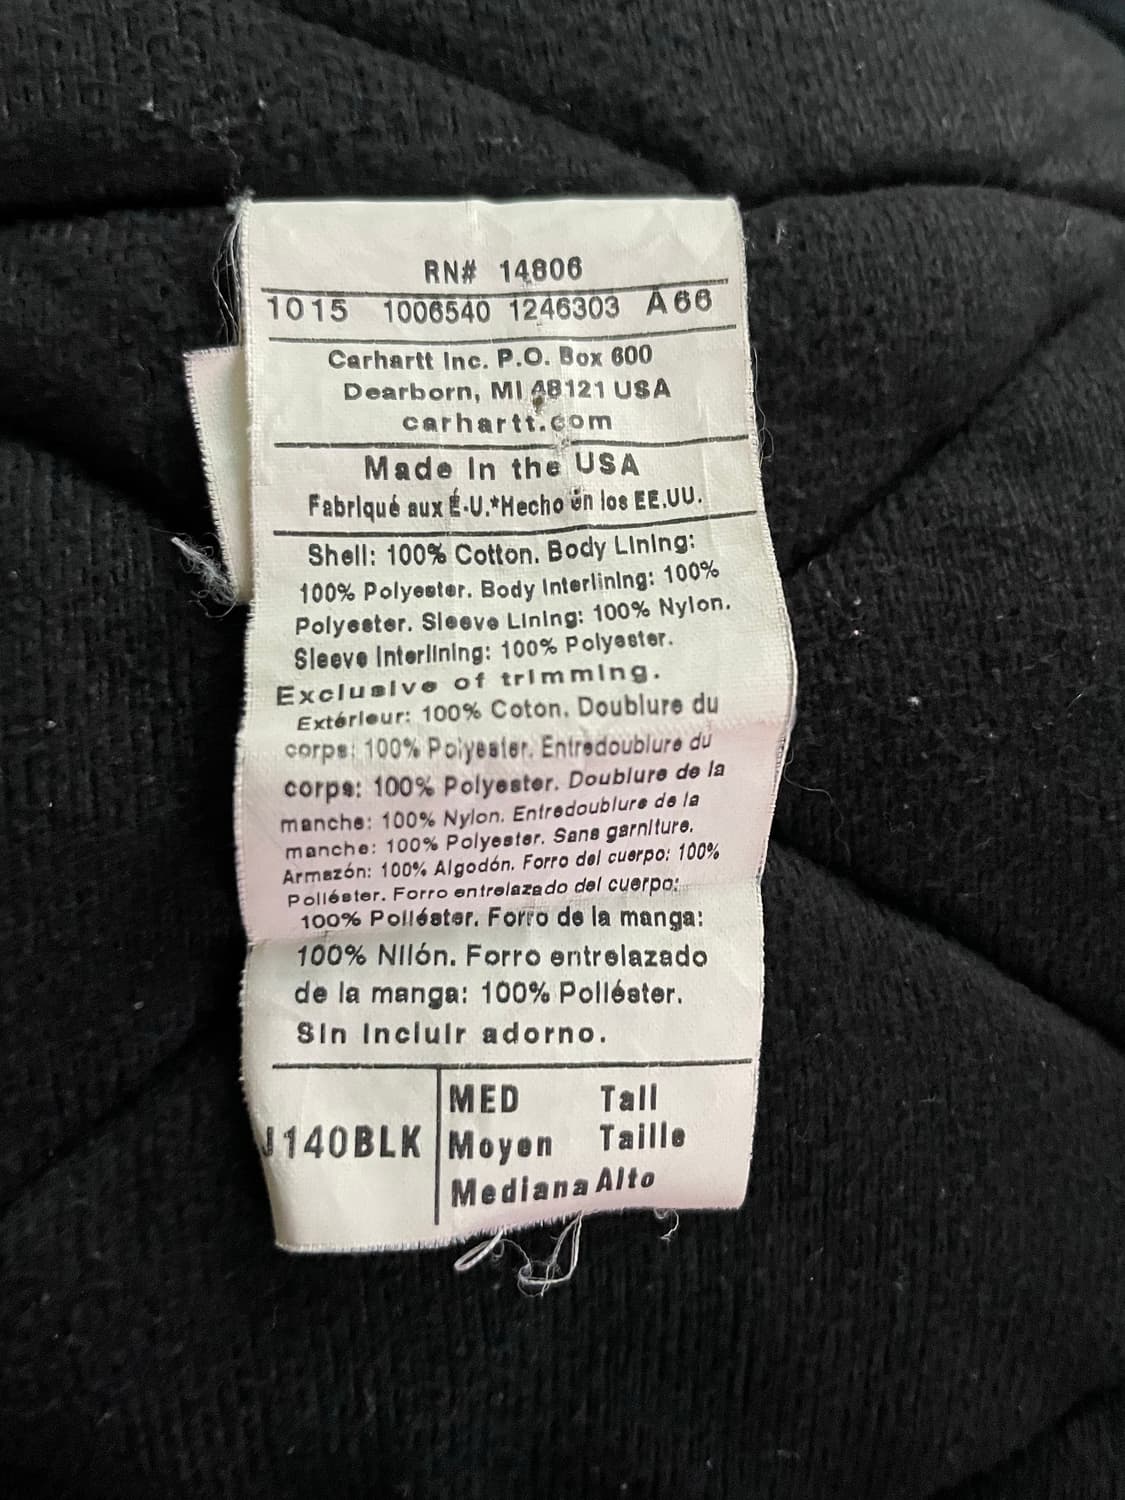 RN# 14806
1015 1006540 1246303 A66
Carhartt Inc. P.O. Box 600
Dearborn, MI 48121 USA
carhartt.com
Made In the USA
Fabriqué aux É-U.*Hecho en los EE.UU.
Shell: 100% Cotton. Body Lining:
100% Polyester. Body Interlining: 100%
Polyester. Sleeve Lining: 100% Nylon.
Sleeve Interlining: 100% Polyester.
Exclusive of trimming.
Extérieur: 100% Coton. Doublure du
corps: 100% Polyester. Entredoublure du
corps: 100% Polyester. Doublure de la
manche: 100% Nylon. Entredoublure de la
manche: 100% Polyester. Sans garniture.
Armazón: 100% Algodón. Forro del cuerpo: 100%
Poliéster. Forro entrelazado del cuerpo:
100% Poliéster. Forro de la manga:
100% Nilón. Forro entrelazado
de la manga: 100% Poliéster.
Sin incluir adorno.
J140BLK
MED Tall
Moyen Taille
Mediana Alto